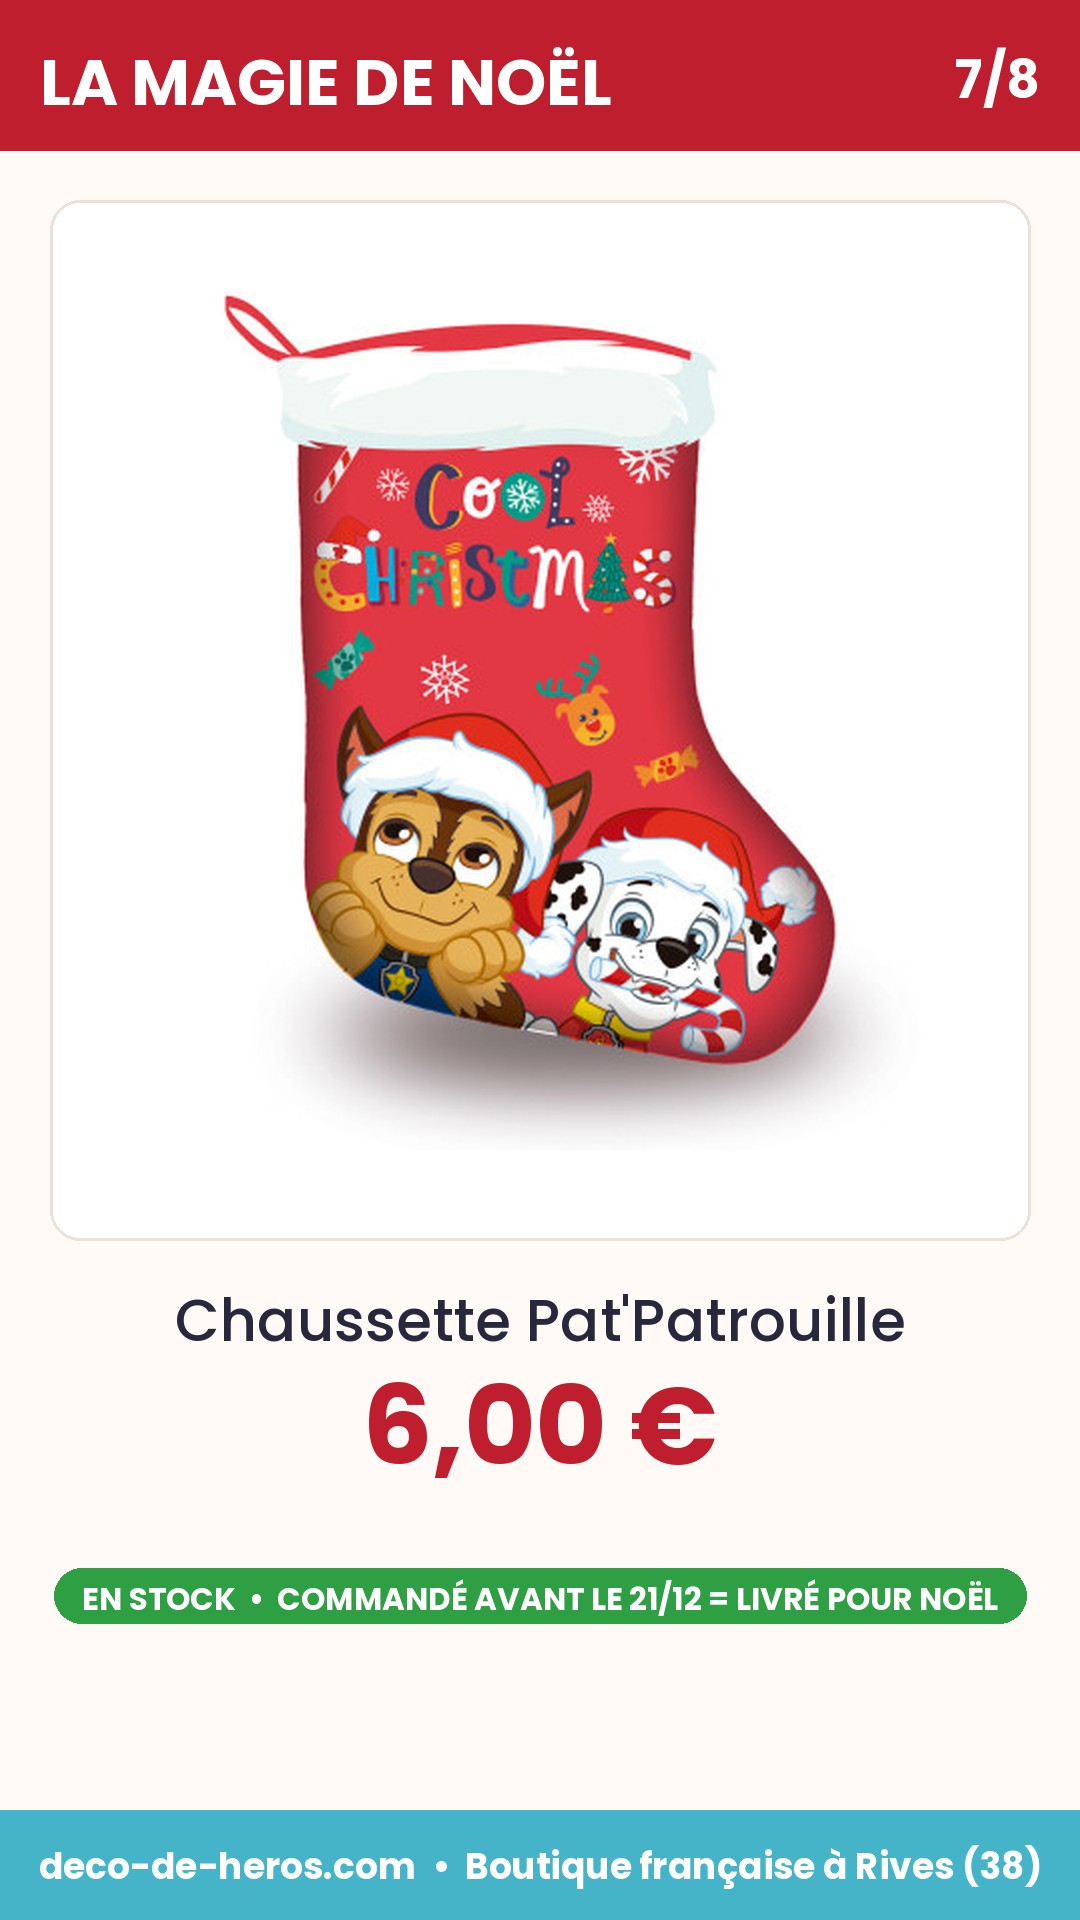 LA MAGIE DE NOËL
7/8
COOL
CHRISTMAS
Chaussette Pat'Patrouille
6,00 €
EN STOCK • COMMANDÉ AVANT LE 21/12 = LIVRÉ POUR NOËL
deco-de-heros.com • Boutique française à Rives (38)